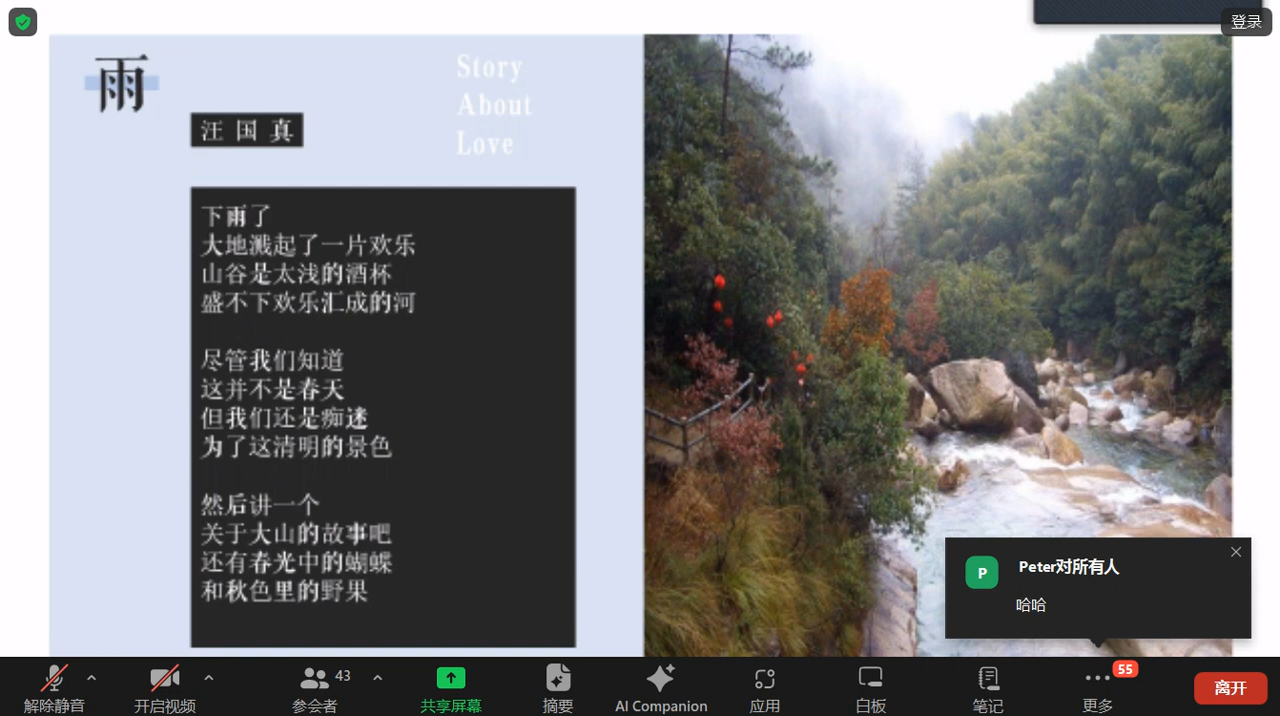 登录
雨
Story
About
Love
汪国真
下雨了
大地溅起了一片欢乐
山谷是太浅的酒杯
盛不下欢乐汇成的河
尽管我们知道
这并不是春天
但我们还是痴迷
为了这清明的景色
然后讲一个
关于大山的故事吧
还有春光中的蝴蝶
和秋色里的野果
P
Peter对所有人
哈哈
解除静音
开启视频
43
参会者
共享屏幕
摘要
AI Companion
应用
白板
笔记
55
更多
离开